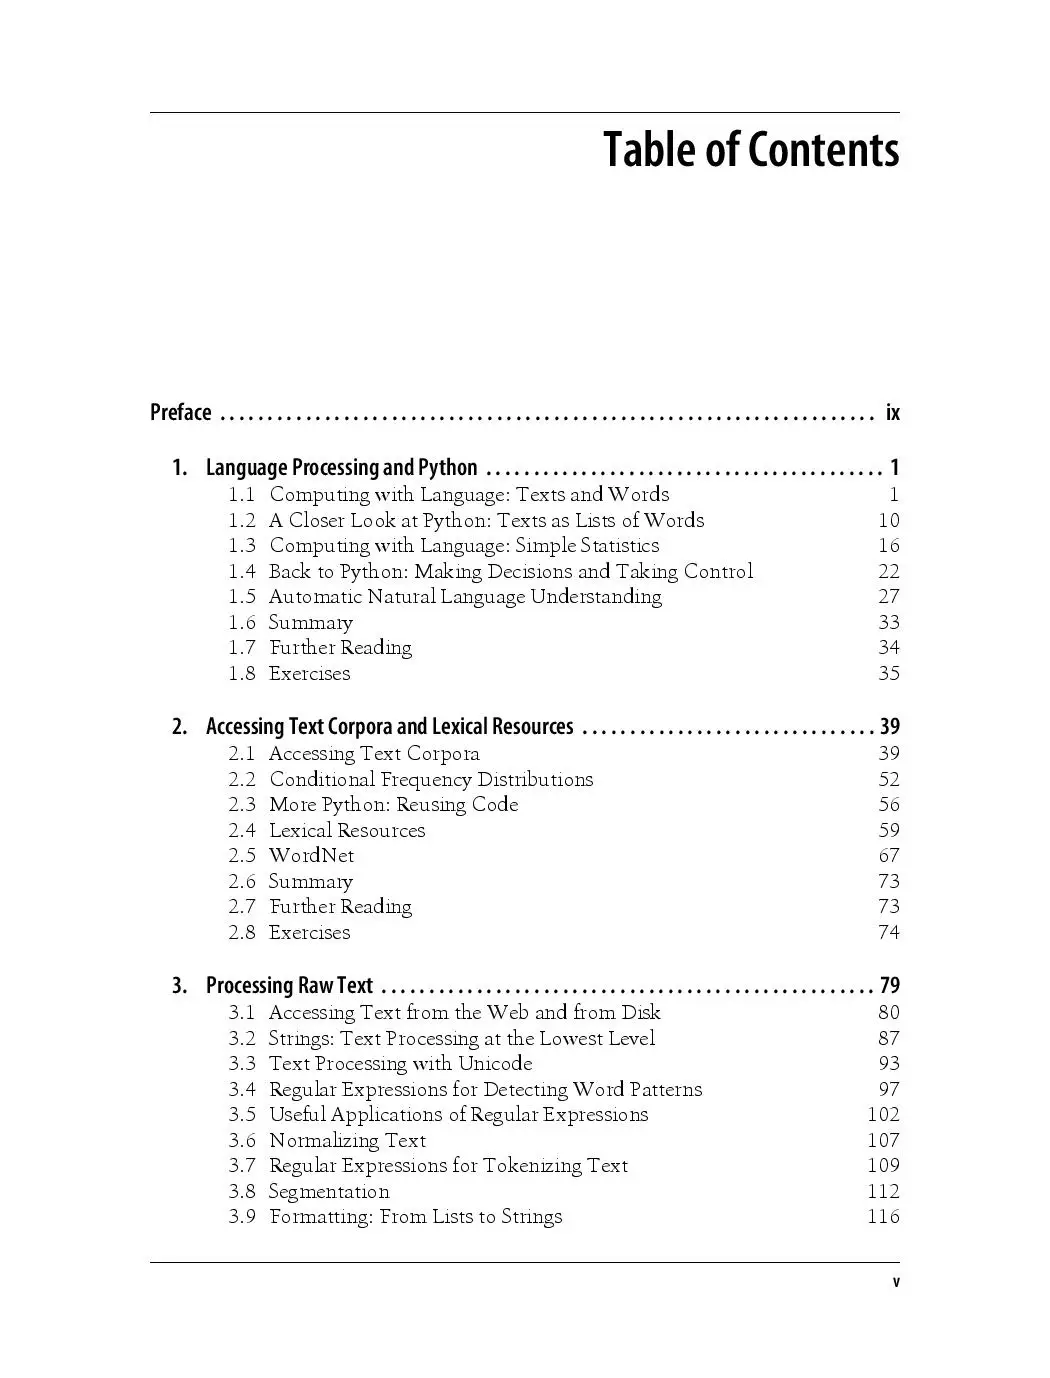 Table of Contents
Preface . . . . . . . . . . . . . . . . . . . . . . . . . . . . . . . . . . . . . . . . . . . . . . . . . . . . . . . . . . . . . . . . . . . . . . ix
1. Language Processing and Python . . . . . . . . . . . . . . . . . . . . . . . . . . . . . . . . . . . . . . . . . . 1
1.1 Computing with Language: Texts and Words 1
1.2 A Closer Look at Python: Texts as Lists of Words 10
1.3 Computing with Language: Simple Statistics 16
1.4 Back to Python: Making Decisions and Taking Control 22
1.5 Automatic Natural Language Understanding 27
1.6 Summary 33
1.7 Further Reading 34
1.8 Exercises 35
2. Accessing Text Corpora and Lexical Resources . . . . . . . . . . . . . . . . . . . . . . . . . . . . . . . 39
2.1 Accessing Text Corpora 39
2.2 Conditional Frequency Distributions 52
2.3 More Python: Reusing Code 56
2.4 Lexical Resources 59
2.5 WordNet 67
2.6 Summary 73
2.7 Further Reading 73
2.8 Exercises 74
3. Processing Raw Text . . . . . . . . . . . . . . . . . . . . . . . . . . . . . . . . . . . . . . . . . . . . . . . . . . . . 79
3.1 Accessing Text from the Web and from Disk 80
3.2 Strings: Text Processing at the Lowest Level 87
3.3 Text Processing with Unicode 93
3.4 Regular Expressions for Detecting Word Patterns 97
3.5 Useful Applications of Regular Expressions 102
3.6 Normalizing Text 107
3.7 Regular Expressions for Tokenizing Text 109
3.8 Segmentation 112
3.9 Formatting: From Lists to Strings 116
v